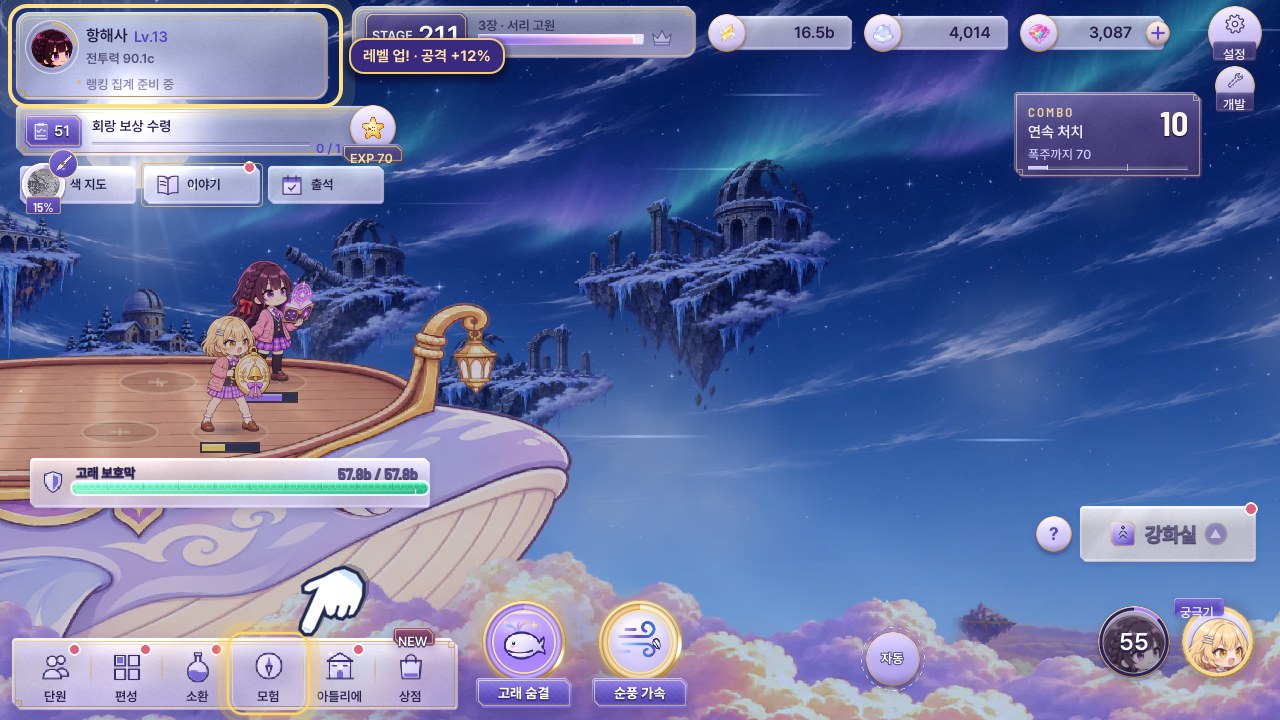 항해사 Lv.13
전투력 90.1c
랭킹 집계 준비 중
STAGE 211
3장 · 서리 고원
레벨 업! · 공격 +12%
16.5b
4,014
3,087
설정
개발
51
회랑 보상 수령
0 / 1
EXP 70
COMBO
연속 처치
10
폭주까지 70
15%
색 지도
이야기
출석
고래 보호막
57.8b / 57.8b
?
강화실
단원
편성
소환
모험
아틀리에
NEW
상점
고래 숨결
순풍 가속
자동
55
궁극기